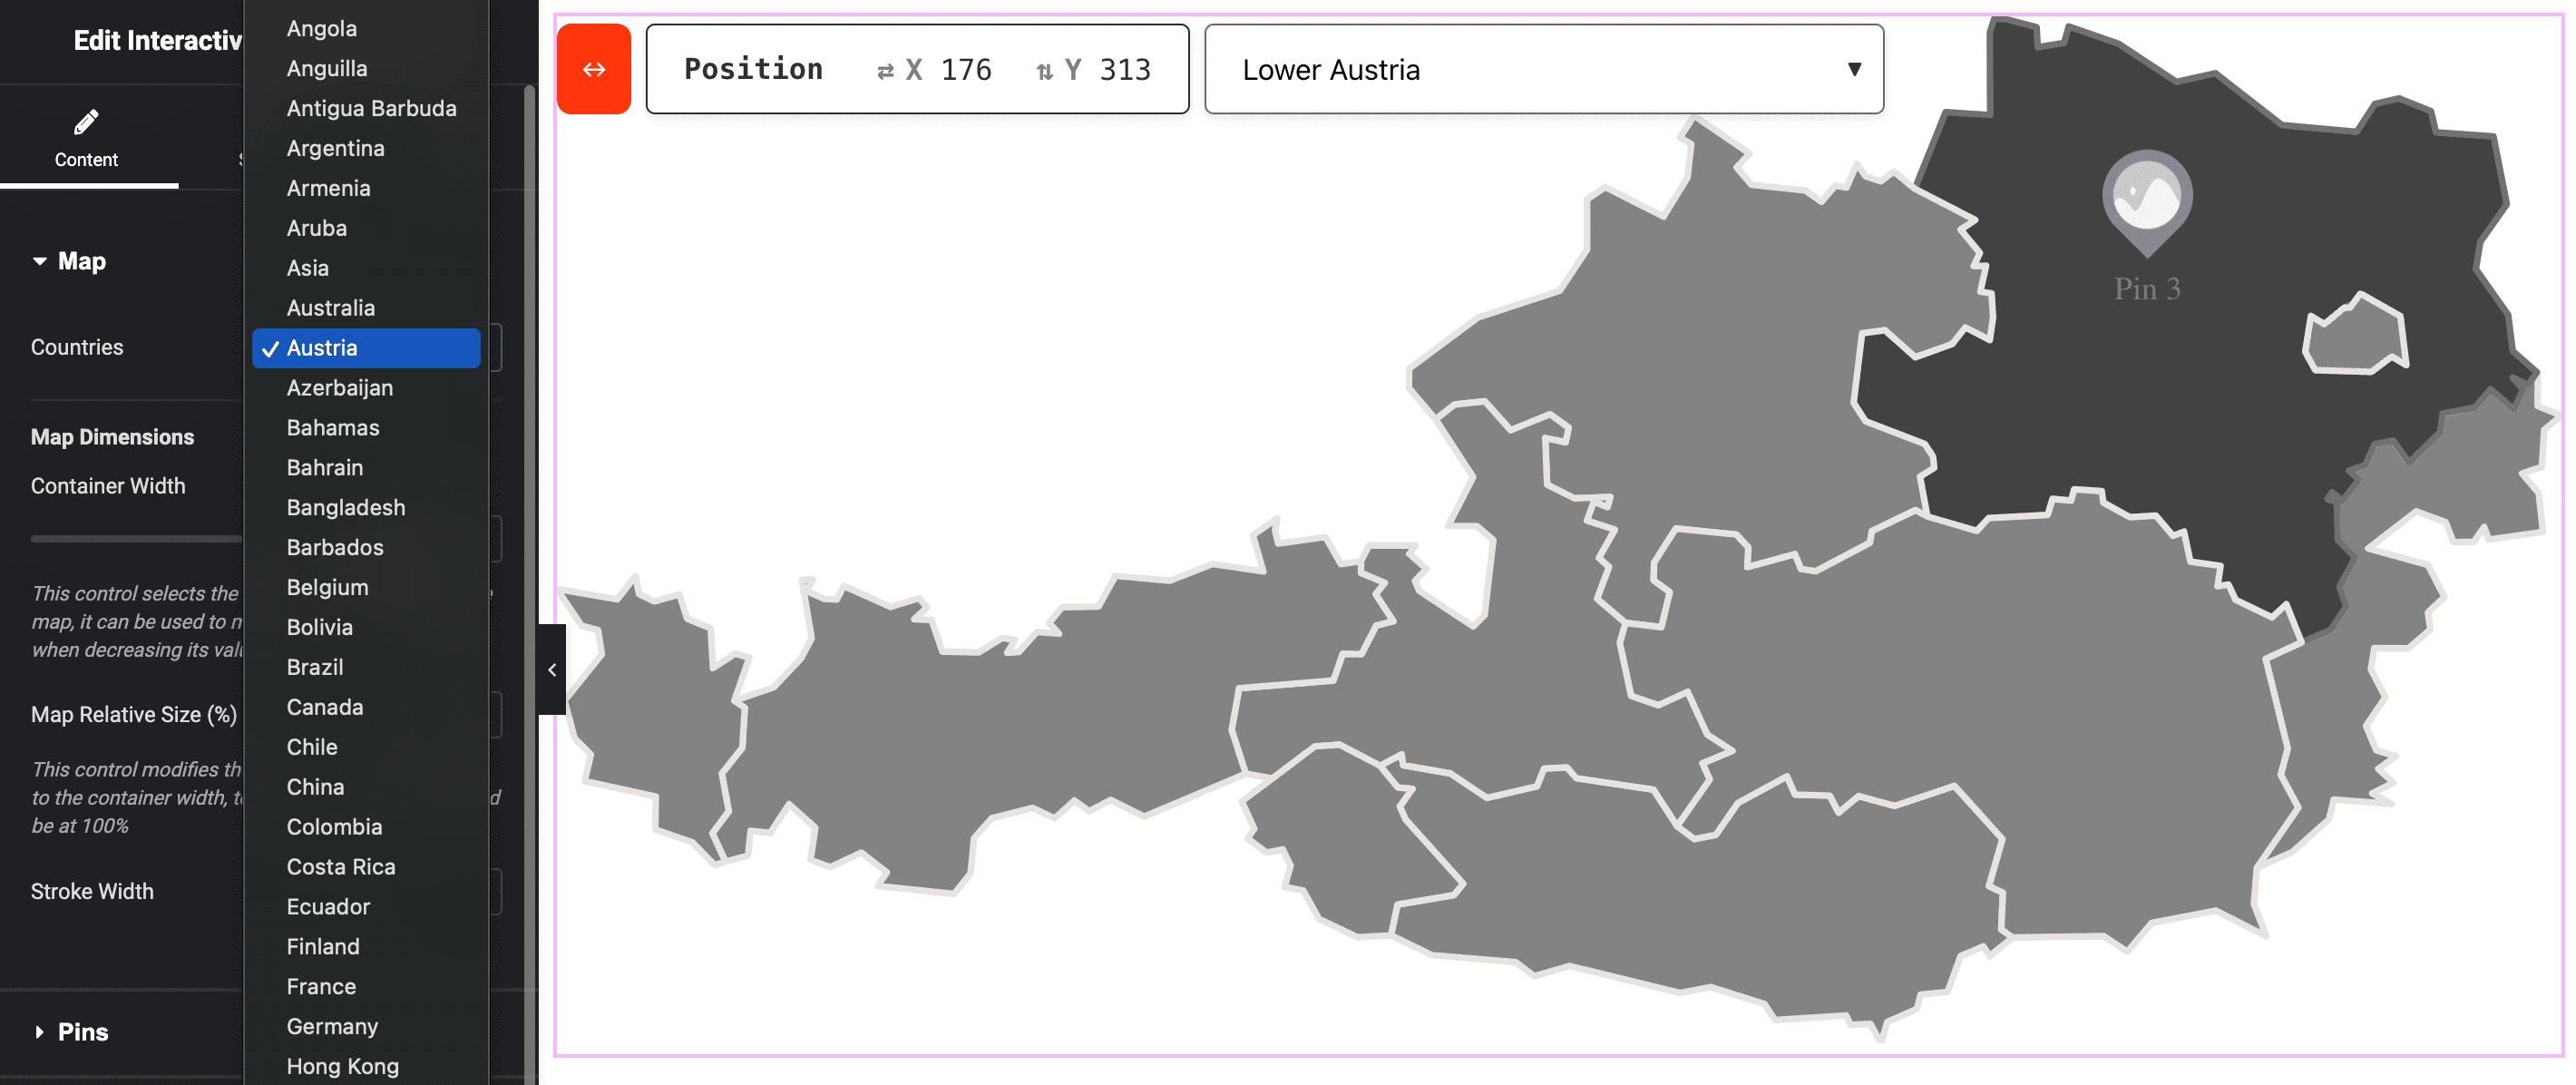 Edit Interactiv
Content
Map
Countries
Map Dimensions
Container Width
This control selects the
map, it can be used to
when decreasing its
Map Relative Size (%)
This control modifies
to the container width,
d
be at 100%
Stroke Width
Pins
Angola
Anguilla
Antigua Barbuda
Argentina
Armenia
Aruba
Asia
Australia
✓ Austria
Azerbaijan
Bahamas
Bahrain
Bangladesh
Barbados
Belgium
Bolivia
Brazil
Canada
Chile
China
Colombia
Costa Rica
Ecuador
Finland
France
Germany
Hong Kong
Position X 176 Y 313
Lower Austria
Pin 3